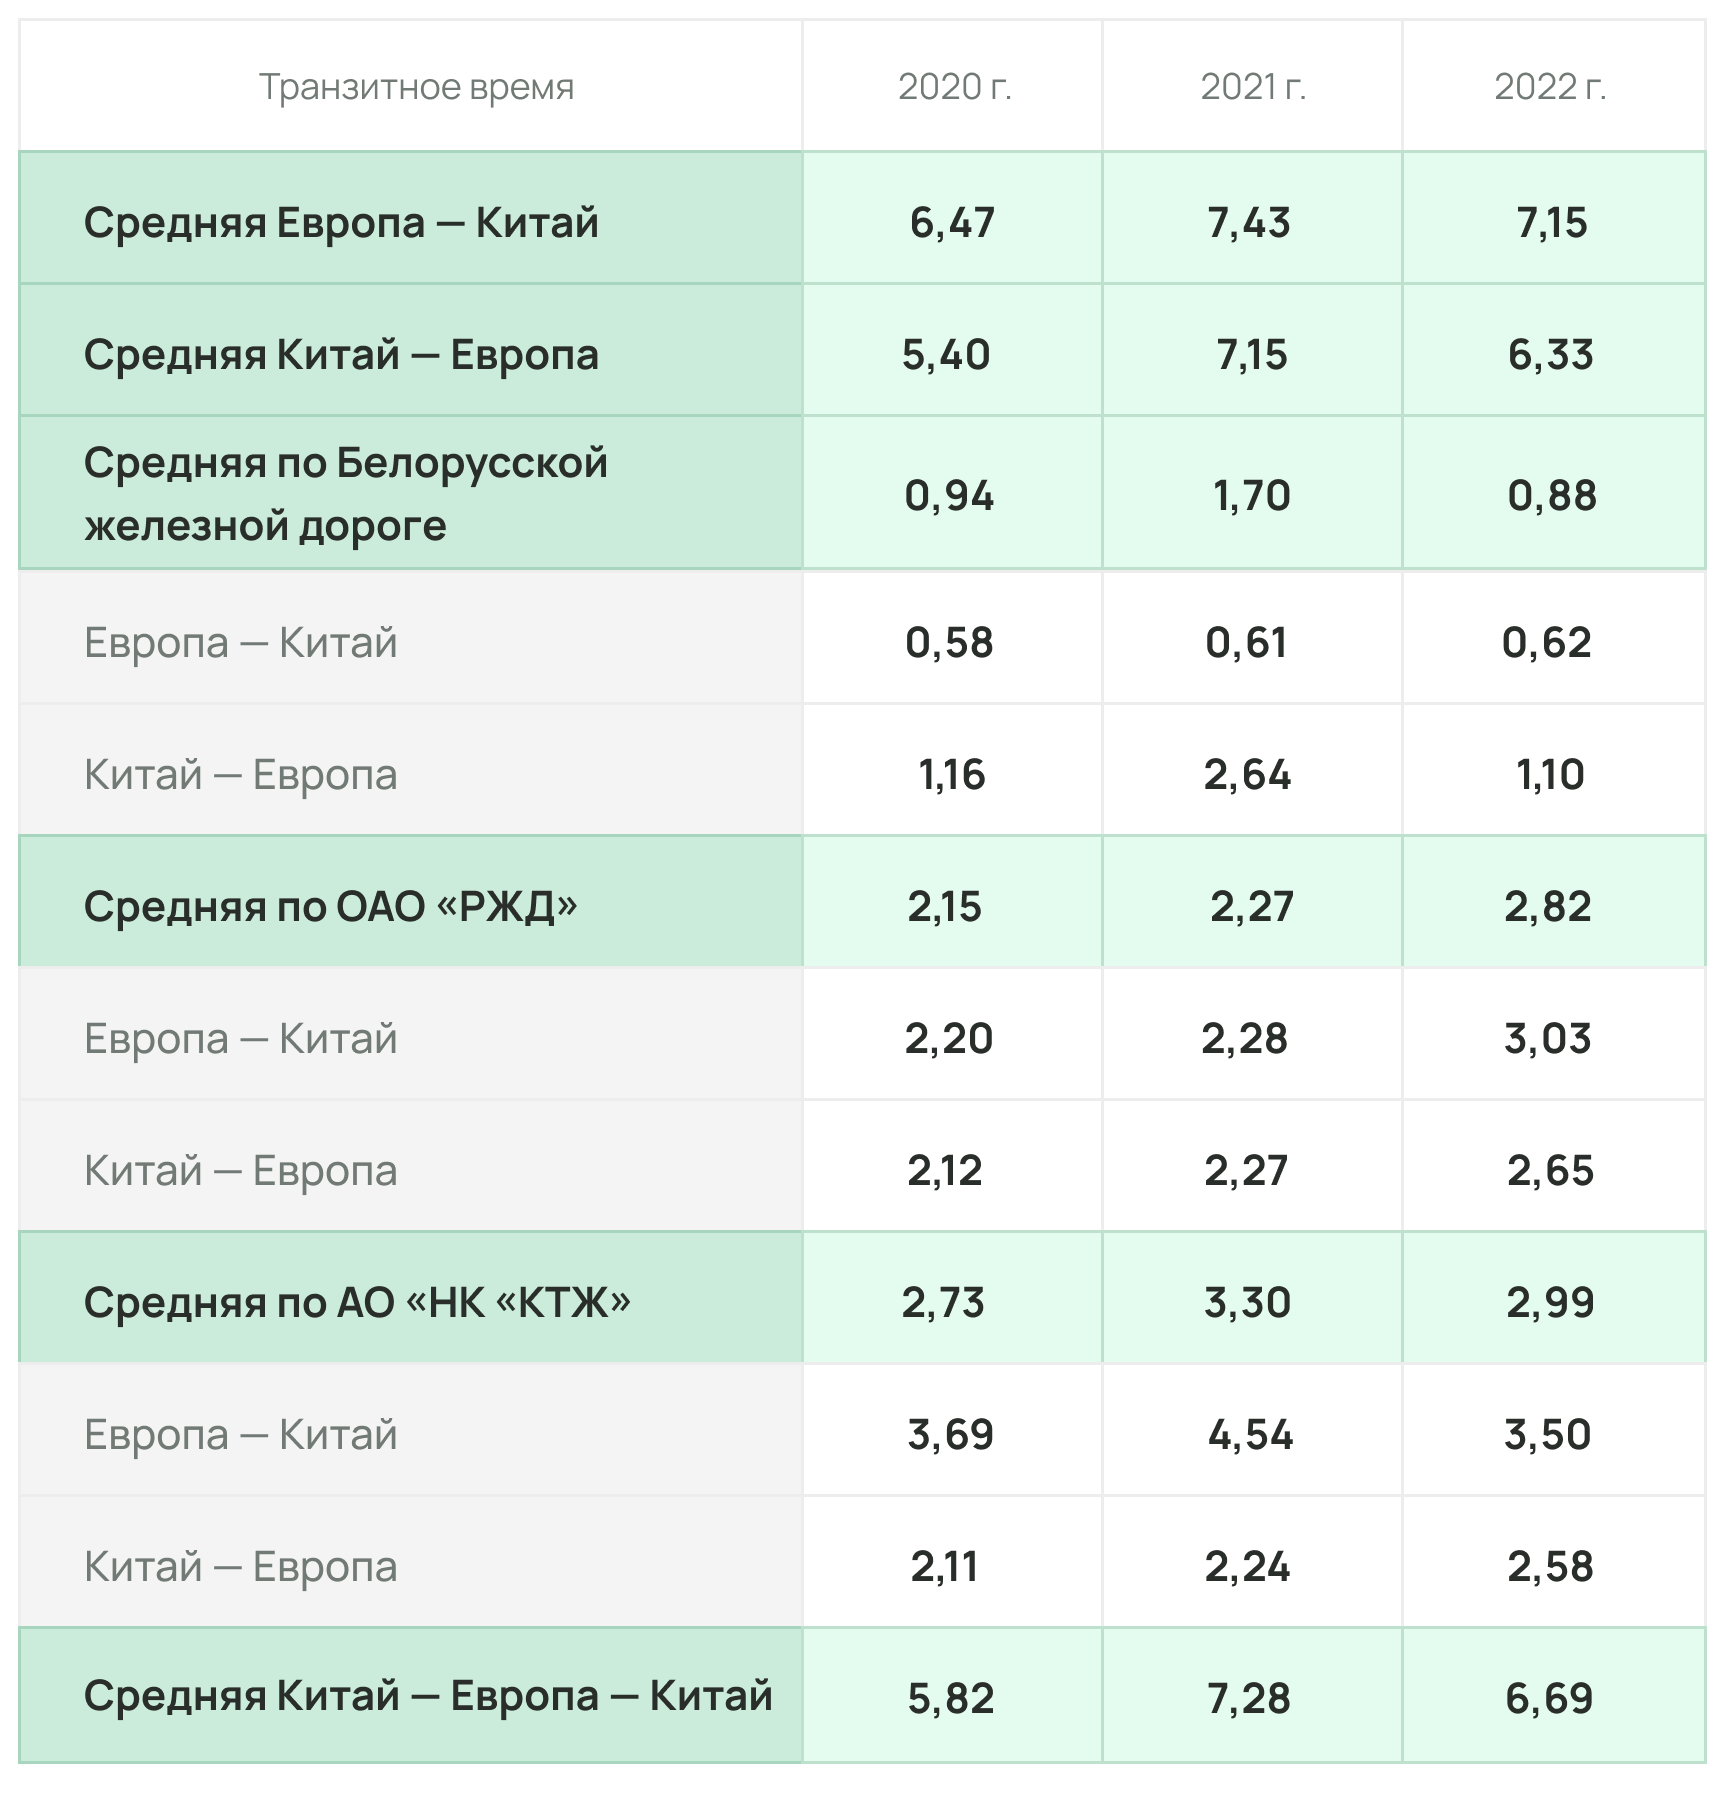 Транзитное время 2020 г. 2021 г. 2022 г.
Средняя Европа — Китай 6,47 7,43 7,15
Средняя Китай — Европа 5,40 7,15 6,33
Средняя по Белорусской
железной дороге 0,94 1,70 0,88
Европа — Китай 0,58 0,61 0,62
Китай — Европа 1,16 2,64 1,10
Средняя по ОАО «РЖД» 2,15 2,27 2,82
Европа — Китай 2,20 2,28 3,03
Китай — Европа 2,12 2,27 2,65
Средняя по АО «НК «КТЖ» 2,73 3,30 2,99
Европа — Китай 3,69 4,54 3,50
Китай — Европа 2,11 2,24 2,58
Средняя Китай — Европа — Китай 5,82 7,28 6,69